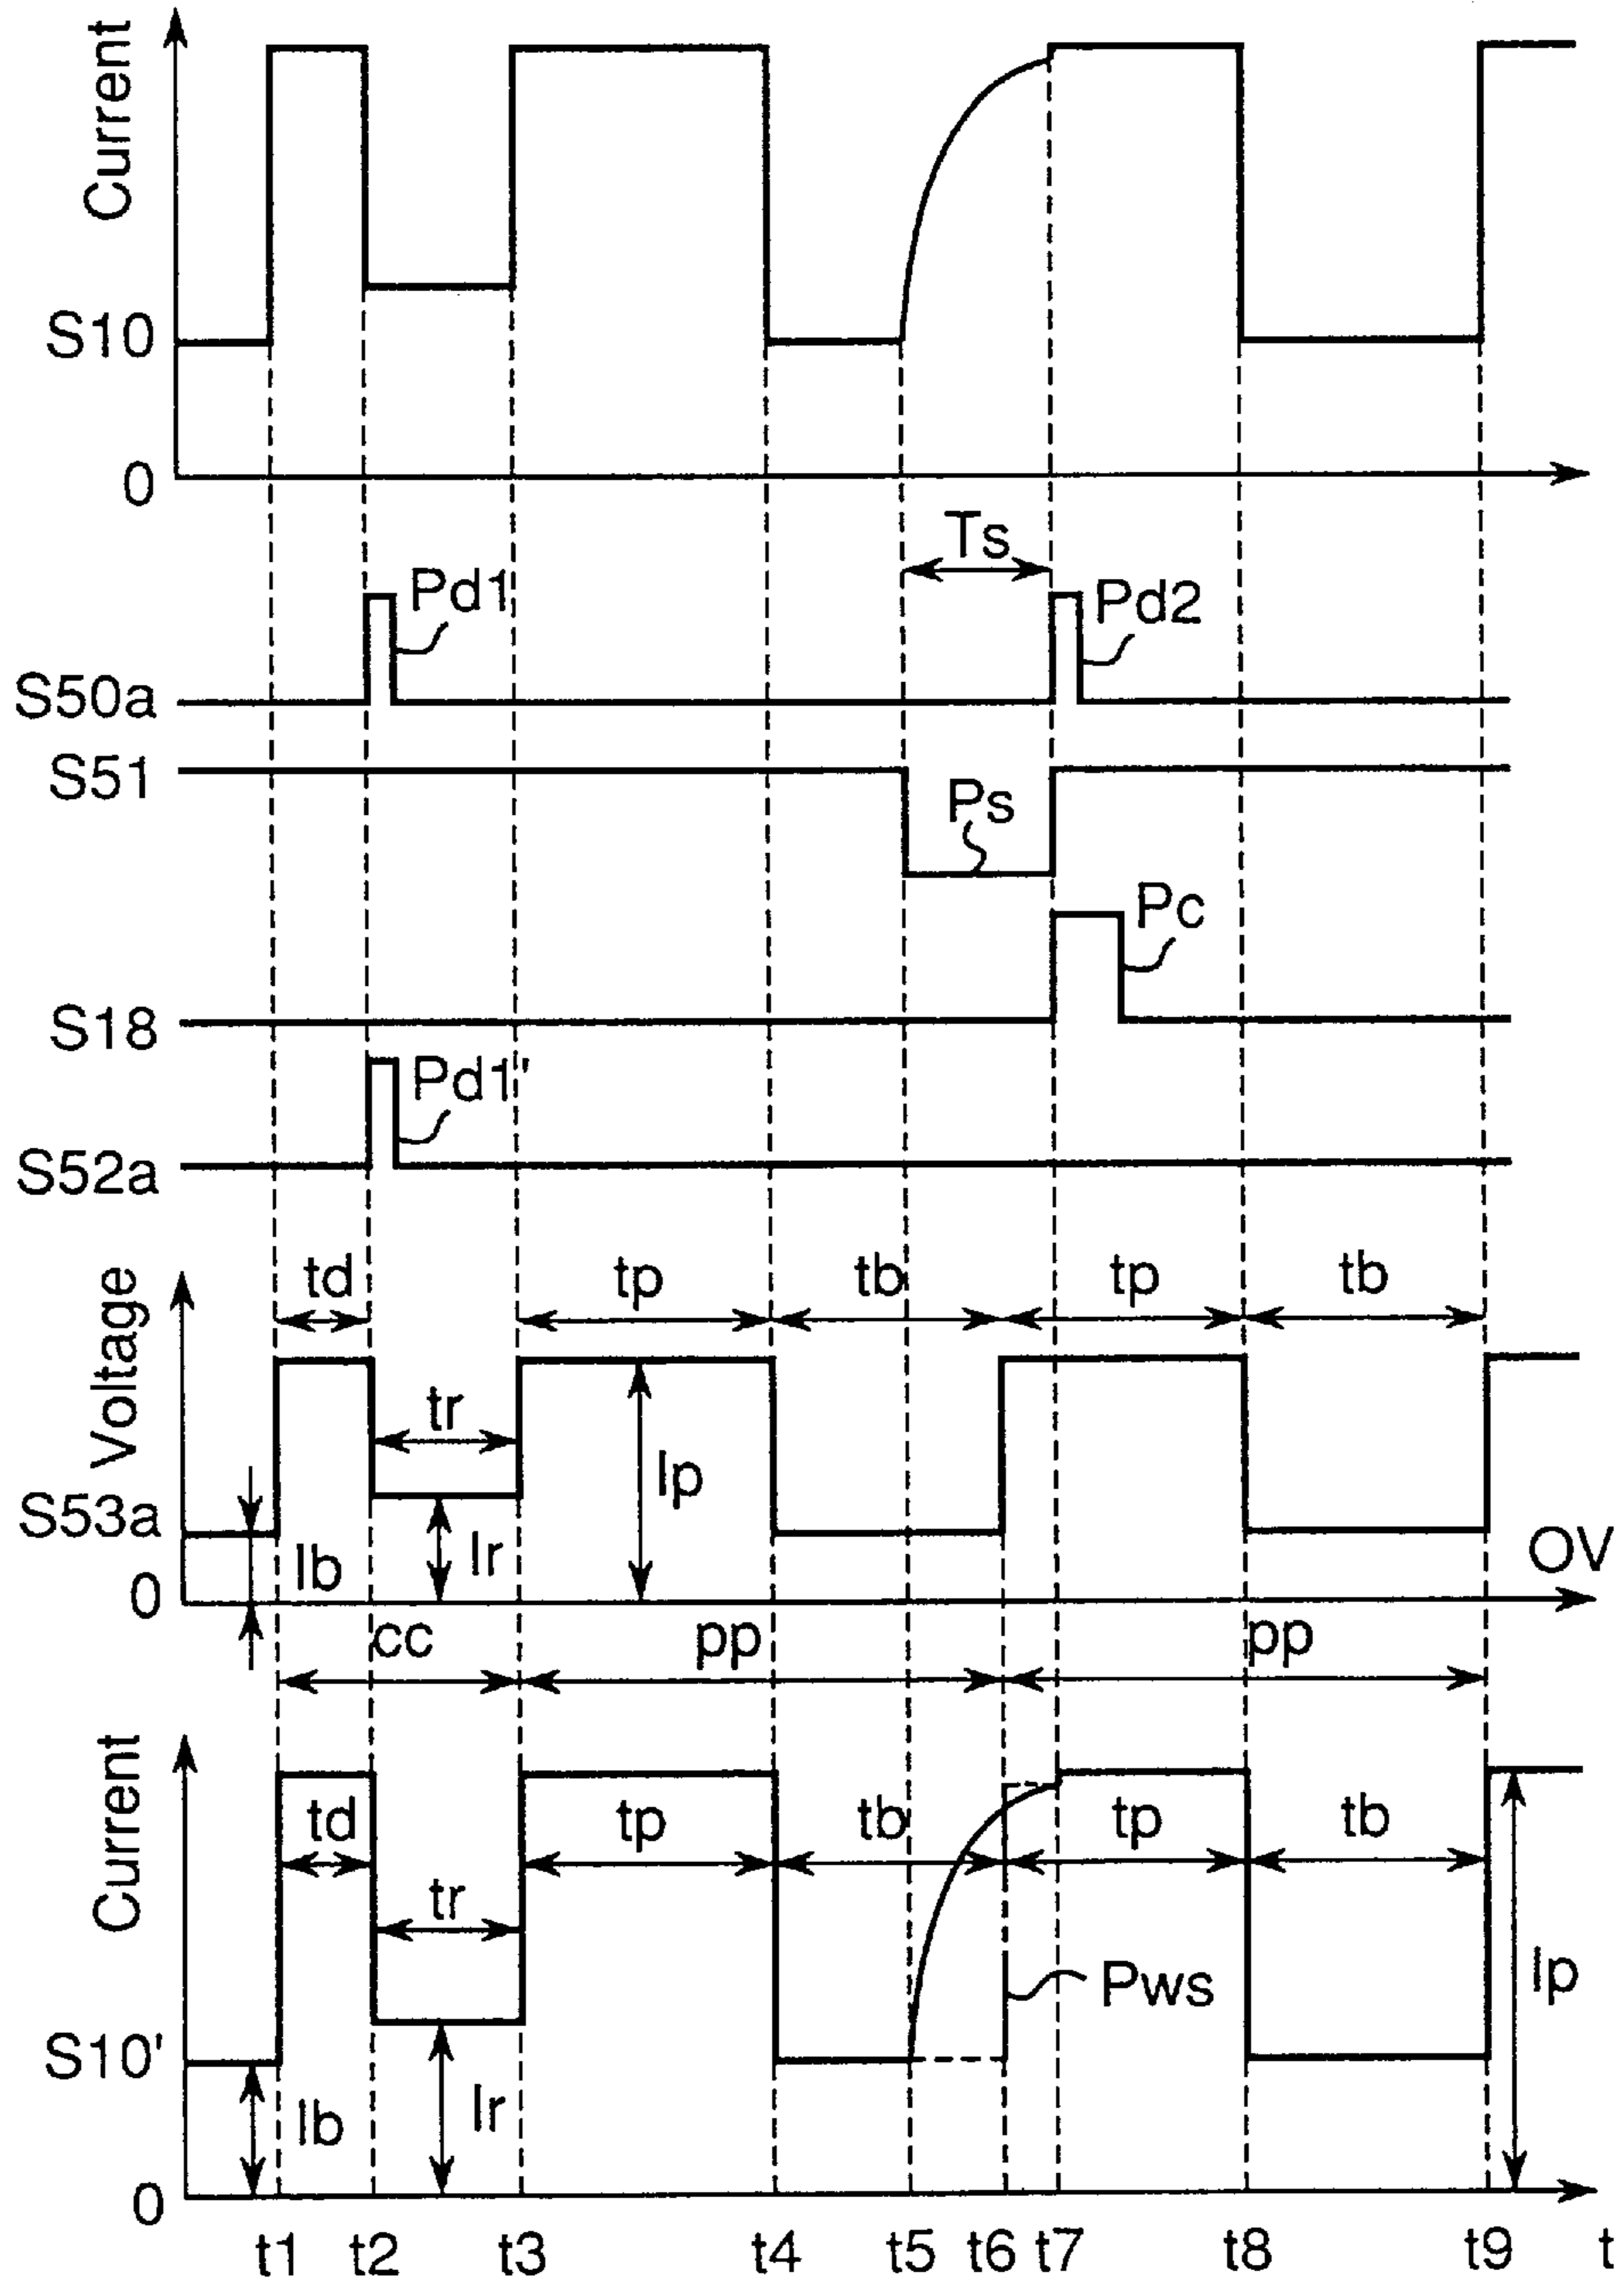 Current
S10
0
Ts
Pd1
Pd2
S50a
S51
Ps
Pc
S18
Pd1'
S52a
Voltage
td
tp
tb
tp
tb
tr
Ip
S53a
Ib
Ir
OV
0
cc
pp
pp
Current
td
tp
tb
tp
tb
tr
Pws
Ip
S10'
Ib
Ir
0
t1 t2 t3 t4 t5 t6 t7 t8 t9 t